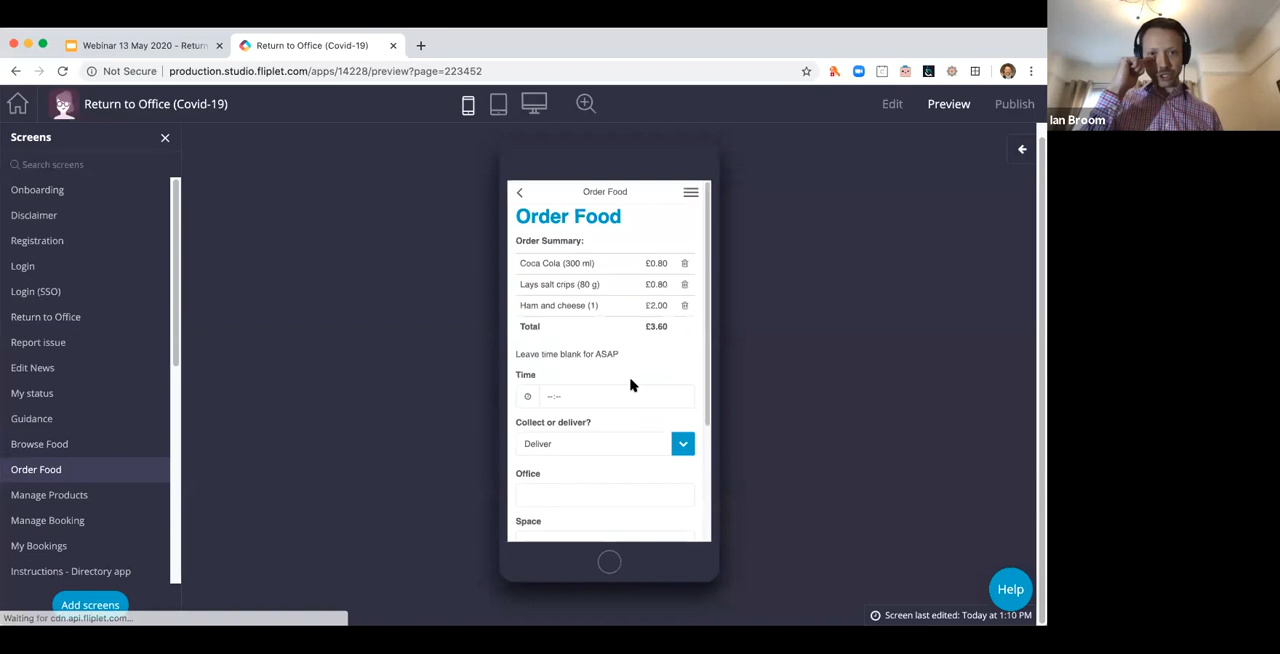 Webinar 13 May 2020 - Return
Return to Office (Covid-19)
Not Secure
production.studio.fliplet.com/apps/14228/preview?page=223452
Return to Office (Covid-19)
Edit
Preview
Publish
Ian Broom
Screens
Search screens
Onboarding
Disclaimer
Registration
Login
Login (SSO)
Return to Office
Report issue
Edit News
My status
Guidance
Browse Food
Order Food
Manage Products
Manage Booking
My Bookings
Instructions - Directory app
Add screens
Waiting for cdn.api.fliplet.com...
Order Food
Order Food
Order Summary:
Coca Cola (300 ml) £0.80
Lays salt crips (80 g) £0.80
Ham and cheese (1) £2.00
Total £3.60
Leave time blank for ASAP
Time
--:--
Collect or deliver?
Deliver
Office
Space
Help
Screen last edited: Today at 1:10 PM